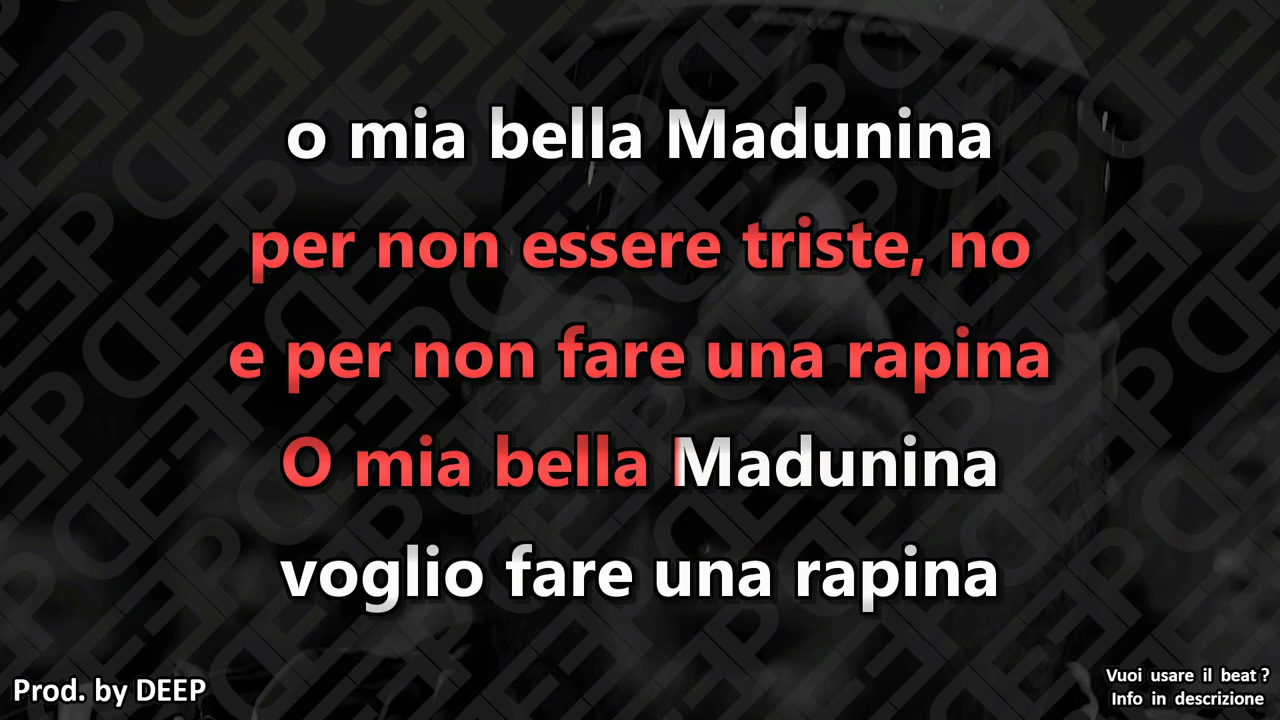 o mia bella Madunina
per non essere triste, no
e per non fare una rapina
O mia bella Madunina
voglio fare una rapina
Prod. by DEEP
Vuoi usare il beat ?
Info in descrizione